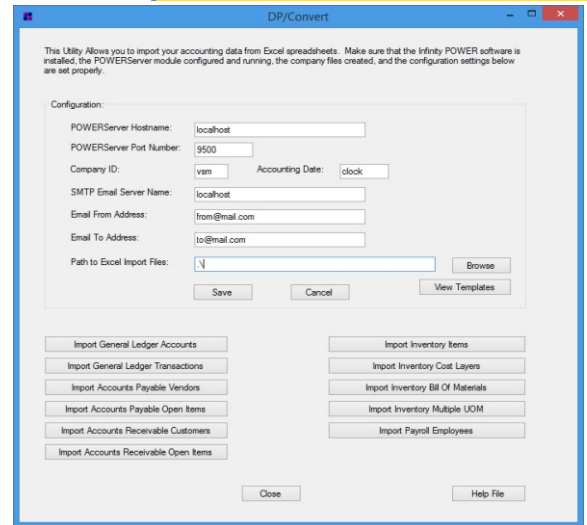 DP/Convert
This Utility Allows you to import your accounting data from Excel spreadsheets. Make sure that the Infinity POWER software is
installed, the POWERServer module configured and running, the company files created, and the configuration settings below
are set properly.
Configuration:
POWERServer Hostname: localhost
POWERServer Port Number: 9500
Company ID: vsm Accounting Date: clock
SMTP Email Server Name: localhost
Email From Address: from@mail.com
Email To Address: to@mail.com
Path to Excel Import Files: .\ Browse
Save Cancel View Templates
Import General Ledger Accounts Import Inventory Items
Import General Ledger Transactions Import Inventory Cost Layers
Import Accounts Payable Vendors Import Inventory Bill Of Materials
Import Accounts Payable Open Items Import Inventory Multiple UOM
Import Accounts Receivable Customers Import Payroll Employees
Import Accounts Receivable Open Items
Close Help File